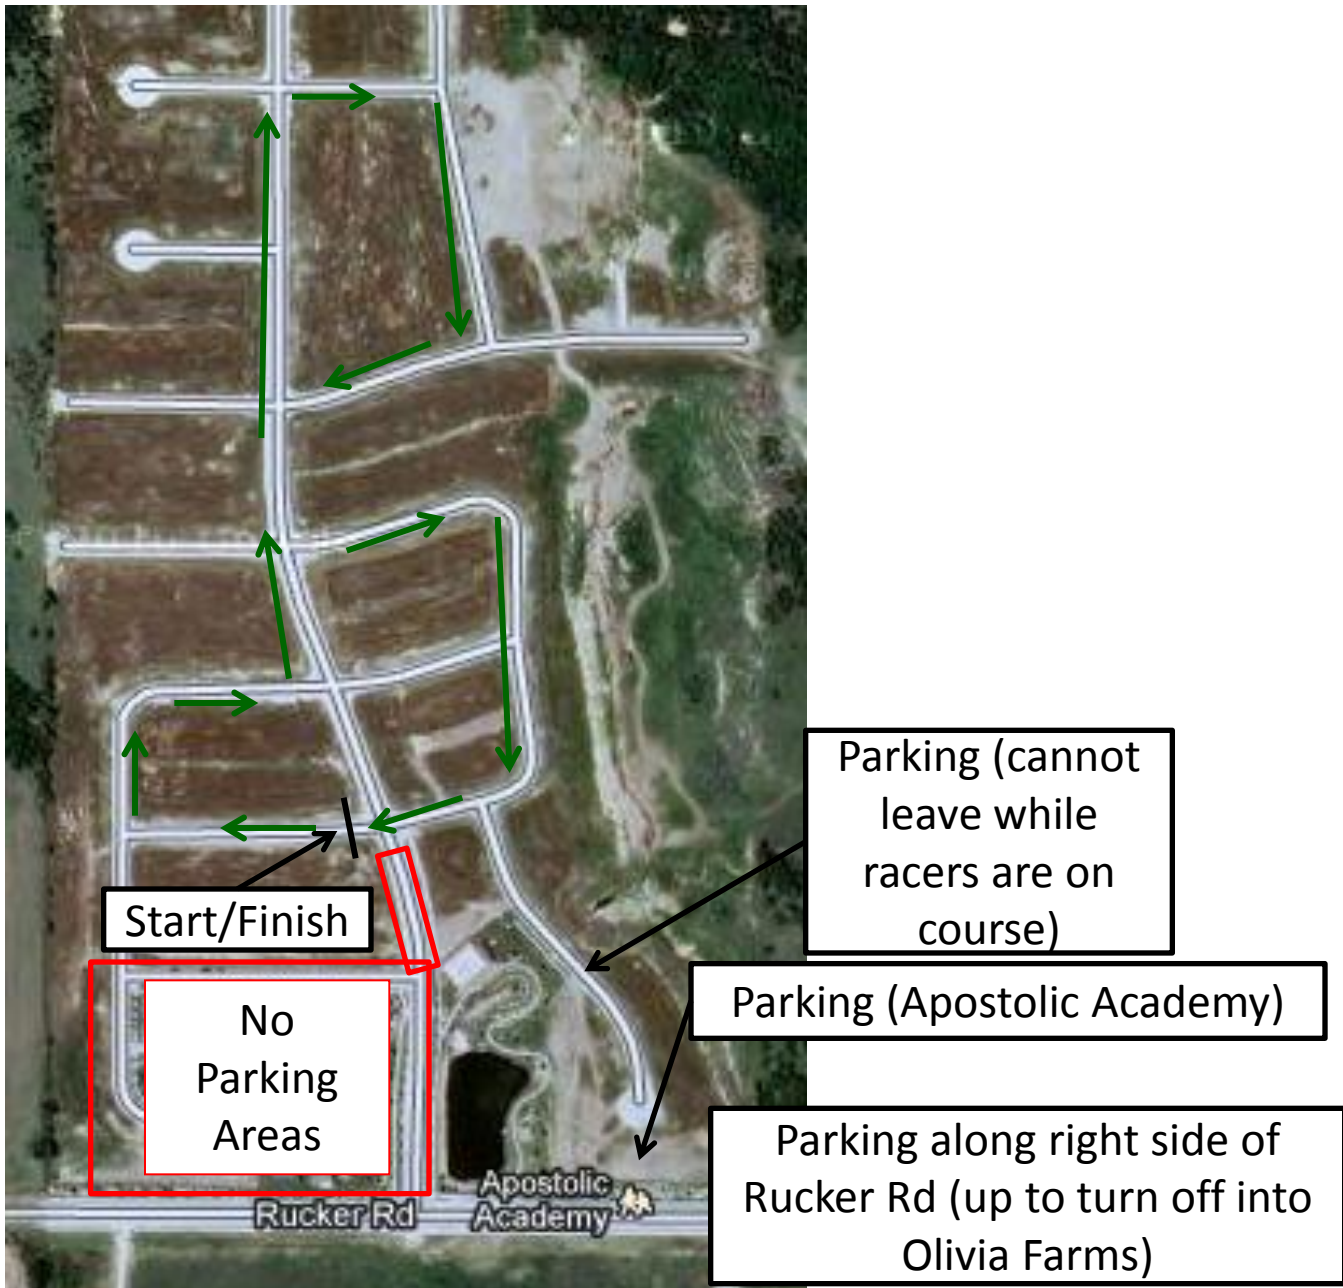 Parking (cannot
leave while
racers are on
course)
Start/Finish
Parking (Apostolic Academy)
No
Parking
Areas
Parking along right side of
Rucker Rd (up to turn off into
Olivia Farms)
Apostolic
Academy
Rucker Rd